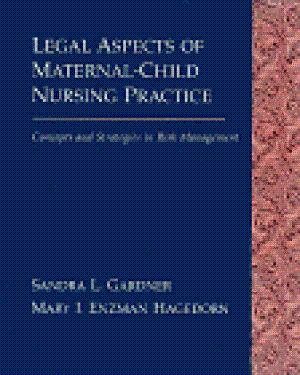 LEGAL ASPECTS OF
MATERNAL-CHILD
NURSING PRACTICE
Concepts and Strategies in Risk Management
SANDRA L. GARDNER
MARY I ENZMAN HAGEDORN